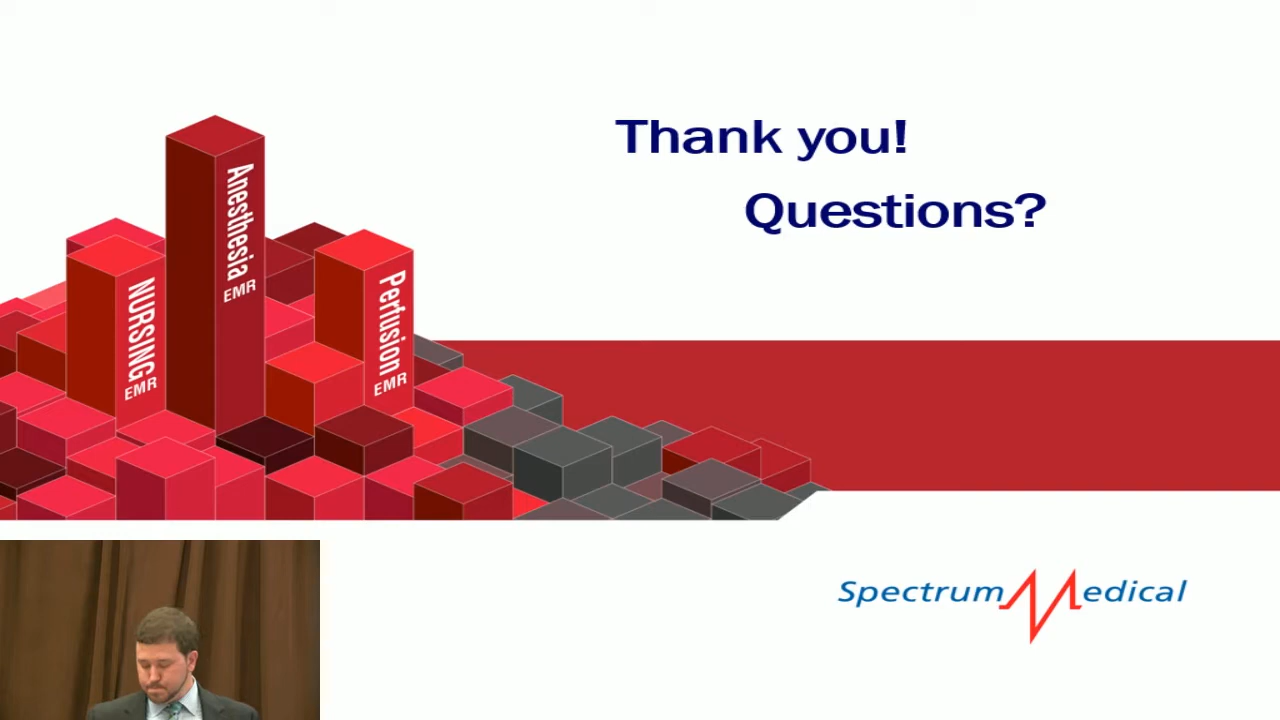 Thank you!
Questions?
Anesthesia
EMR
NURSING
EMR
Perfusion
EMR
Spectrum Medical